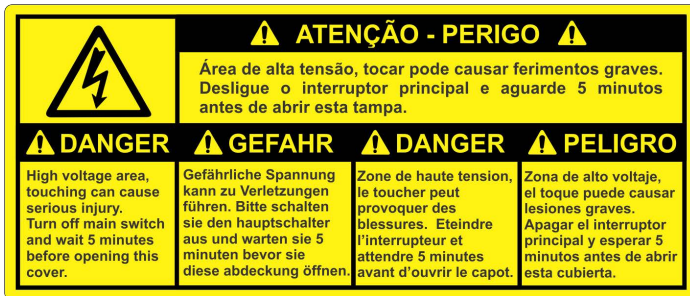 ATENÇÃO - PERIGO
Área de alta tensão, tocar pode causar ferimentos graves.
Desligue o interruptor principal e aguarde 5 minutos
antes de abrir esta tampa.
DANGER
High voltage area,
touching can cause
serious injury.
Turn off main switch
and wait 5 minutes
before opening this
cover.
GEFAHR
Gefährliche Spannung
kann zu Verletzungen
führen. Bitte schalten
sie den hauptschalter
aus und warten sie 5
minuten bevor sie
diese abdeckung öffnen.
DANGER
Zone de haute tension,
le toucher peut
provoquer des
blessures. Eteindre
l'interrupteur et
attendre 5 minutes
avant d'ouvrir le capot.
PELIGRO
Zona de alto voltaje,
el toque puede causar
lesiones graves.
Apagar el interruptor
principal y esperar 5
minutos antes de abrir
esta cubierta.